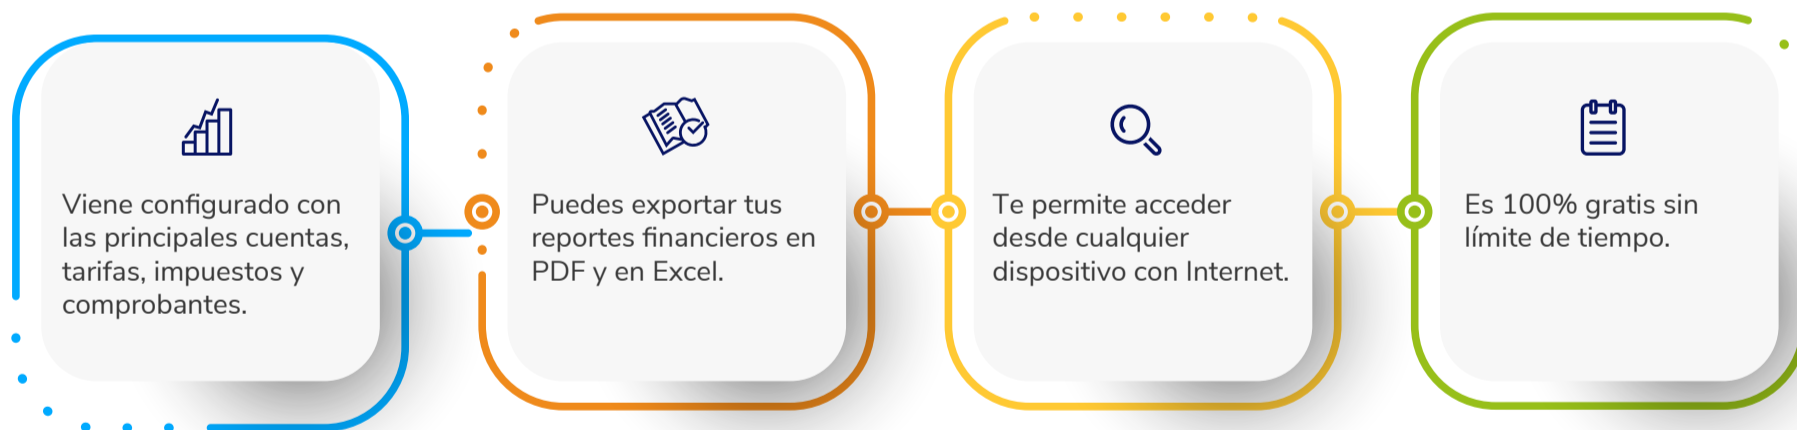 Viene configurado con
las principales cuentas,
tarifas, impuestos y
comprobantes.
Puedes exportar tus
reportes financieros en
PDF y en Excel.
Te permite acceder
desde cualquier
dispositivo con Internet.
Es 100% gratis sin
límite de tiempo.